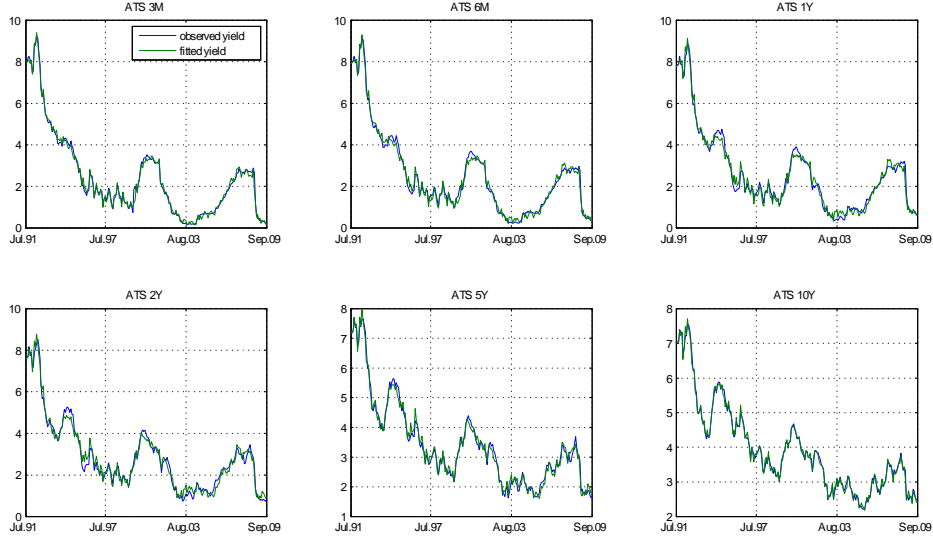 ATS 3M
10
8
6
4
2
0
Jul.91
Jul.97
Aug.03
Sep.09
observed yield
fitted yield
ATS 6M
10
8
6
4
2
0
Jul.91
Jul.97
Aug.03
Sep.09
ATS 1Y
10
8
6
4
2
0
Jul.91
Jul.97
Aug.03
Sep.09
ATS 2Y
10
8
6
4
2
0
Jul.91
Jul.97
Aug.03
Sep.09
ATS 5Y
8
7
6
5
4
3
2
1
Jul.91
Jul.97
Aug.03
Sep.09
ATS 10Y
8
7
6
5
4
3
2
Jul.91
Jul.97
Aug.03
Sep.09